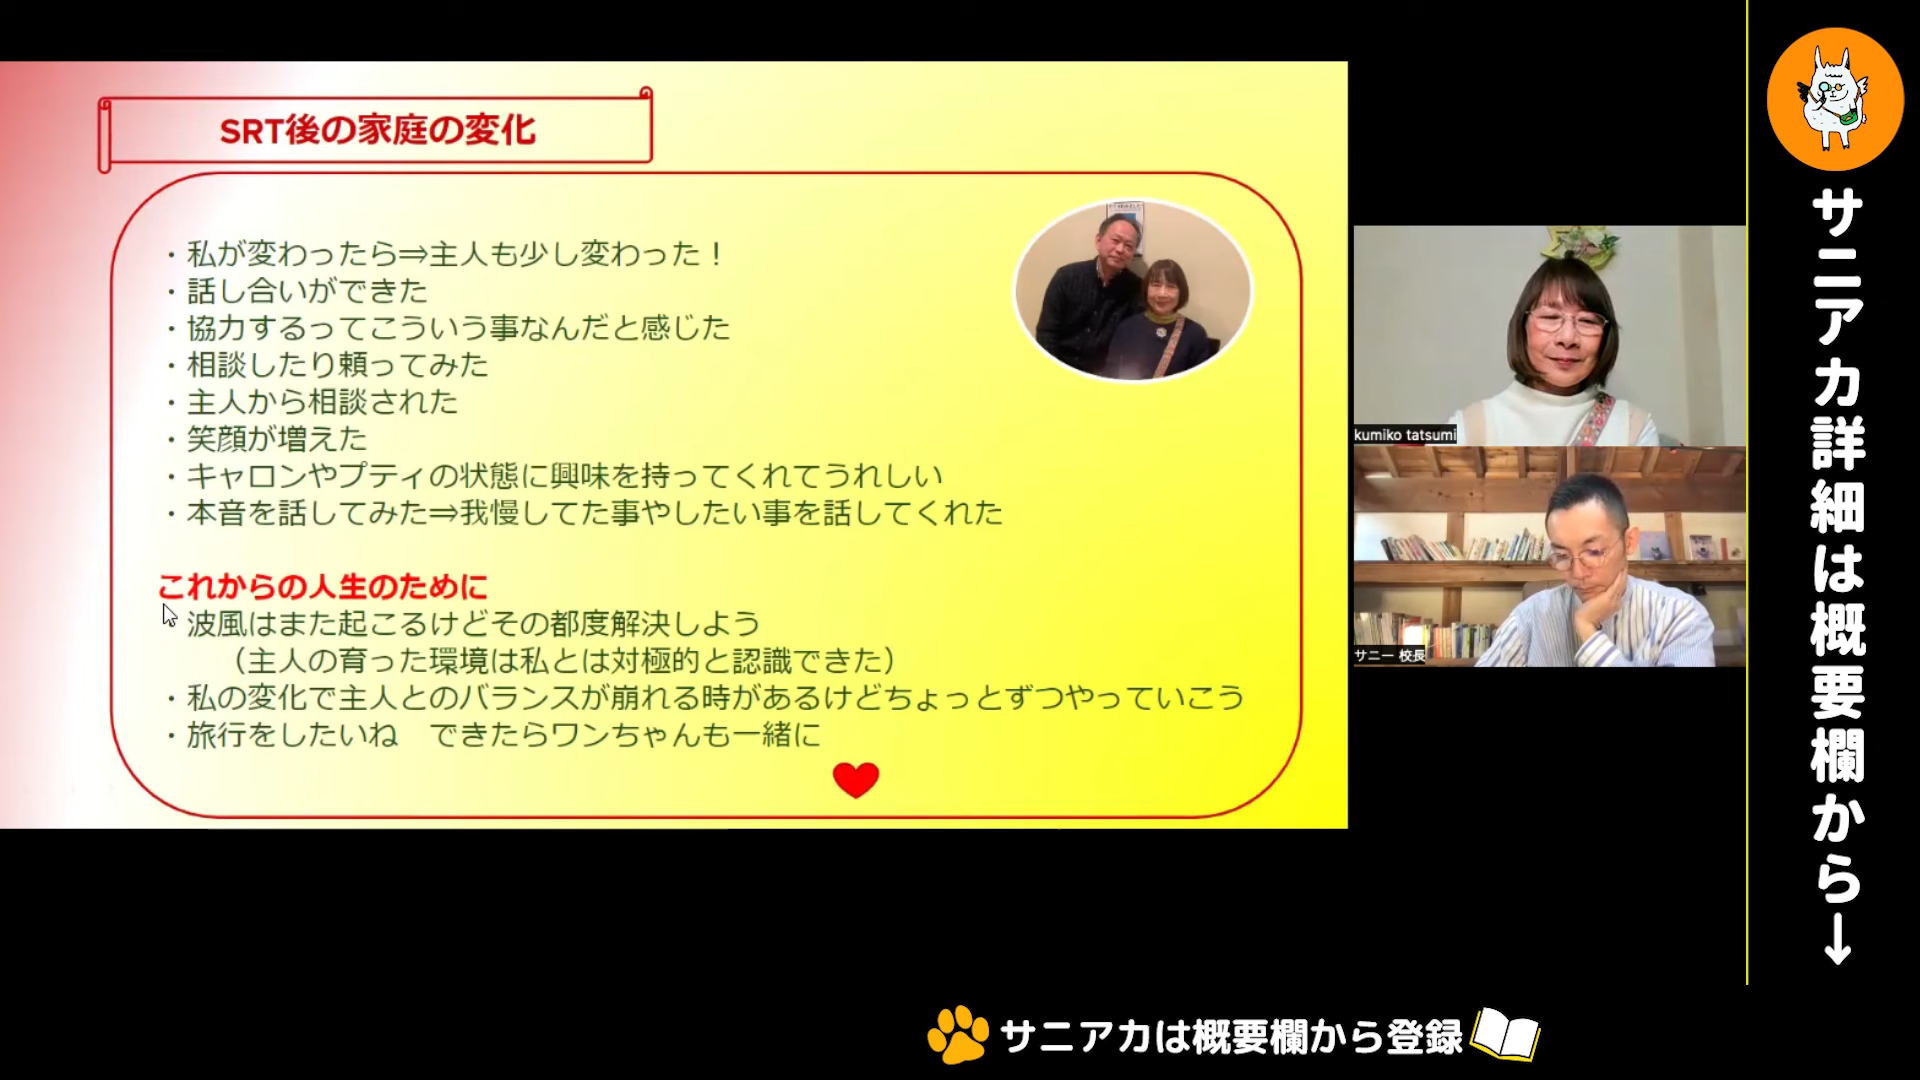 SRT後の家庭の変化
・私が変わったら⇒主人も少し変わった！
・話し合いができた
・協力するってこういう事なんだと感じた
・相談したり頼ってみた
・主人から相談された
・笑顔が増えた
・キャロンやプティの状態に興味を持ってくれてうれしい
・本音を話してみた⇒我慢してた事やしたい事を話してくれた
これからの人生のために
波風はまた起こるけどその都度解決しよう
（主人の育った環境は私とは対極的と認識できた）
・私の変化で主人とのバランスが崩れる時があるけどちょっとずつやっていこう
・旅行をしたいね　できたらワンちゃんも一緒に
kumiko tatsumi
サニー 校長
サニアカ詳細は概要欄から→
サニアカは概要欄から登録